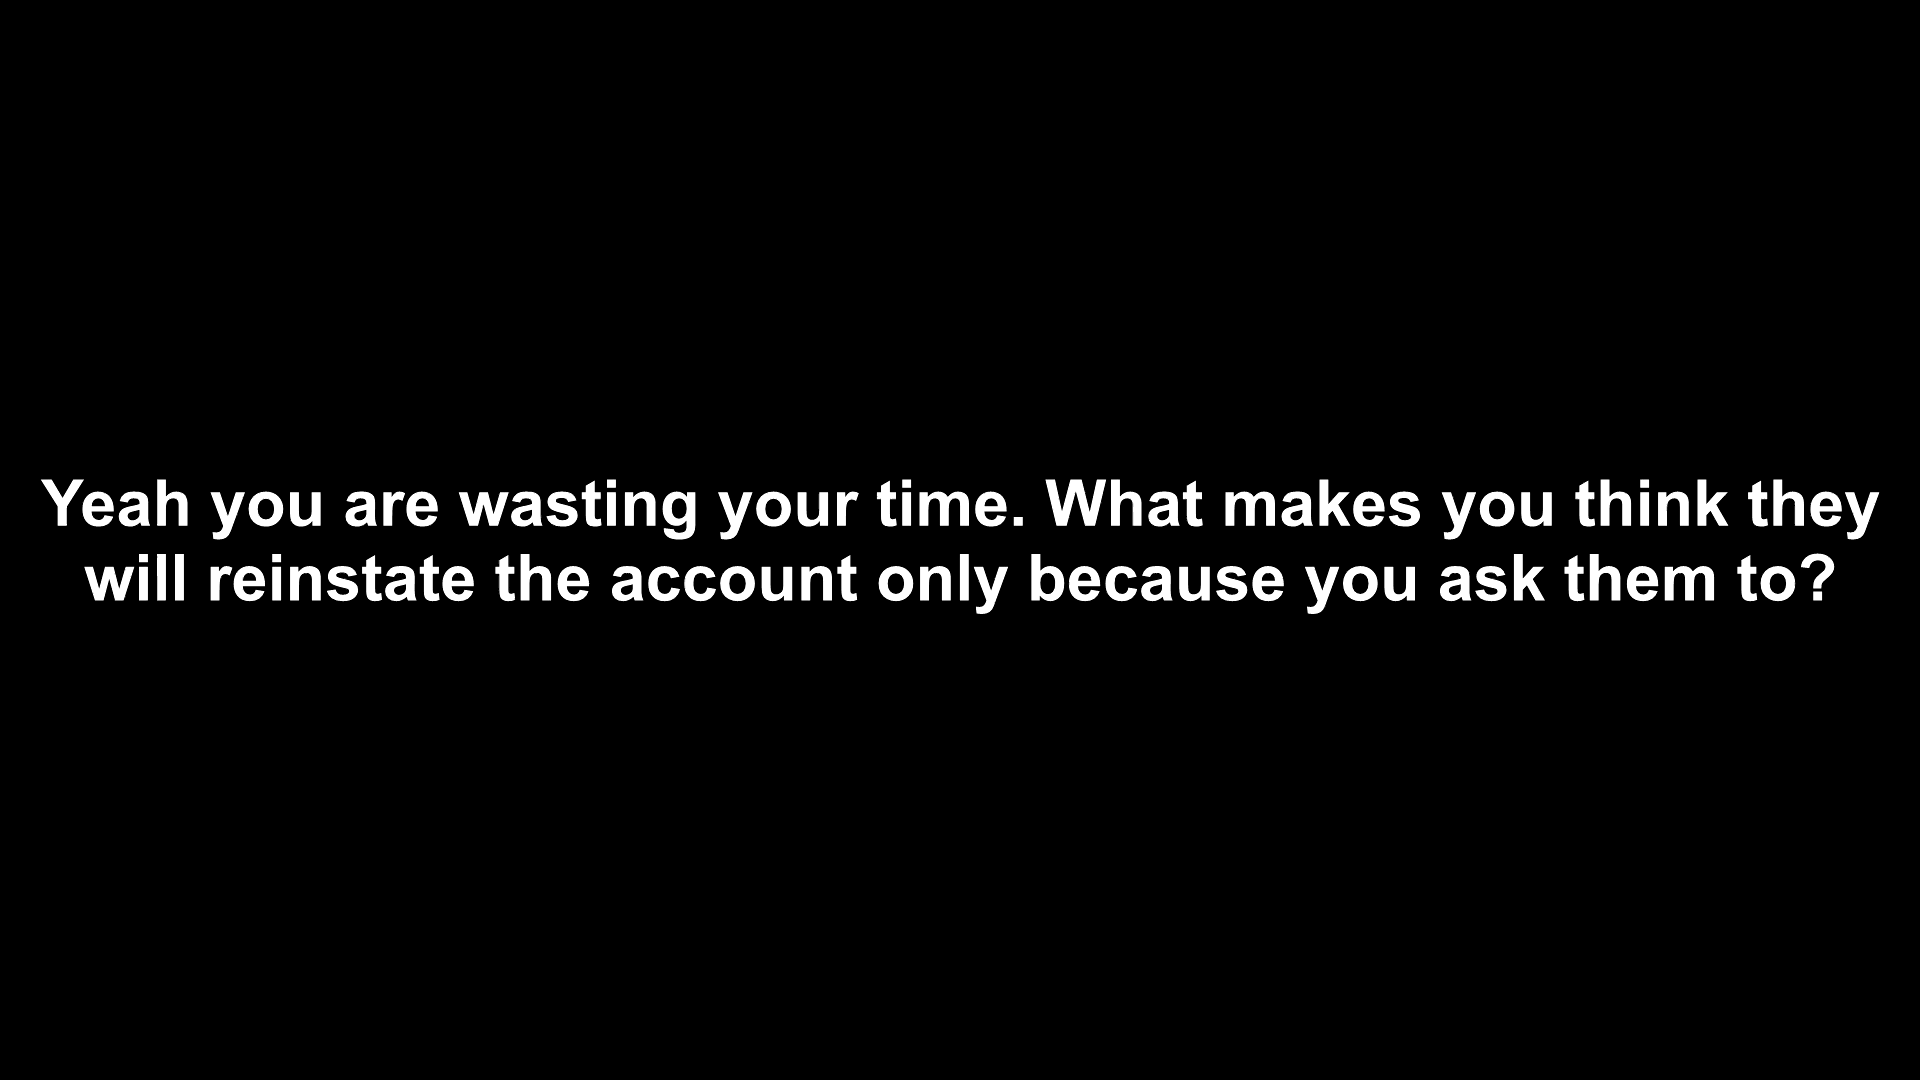 Yeah you are wasting your time. What makes you think they
will reinstate the account only because you ask them to?